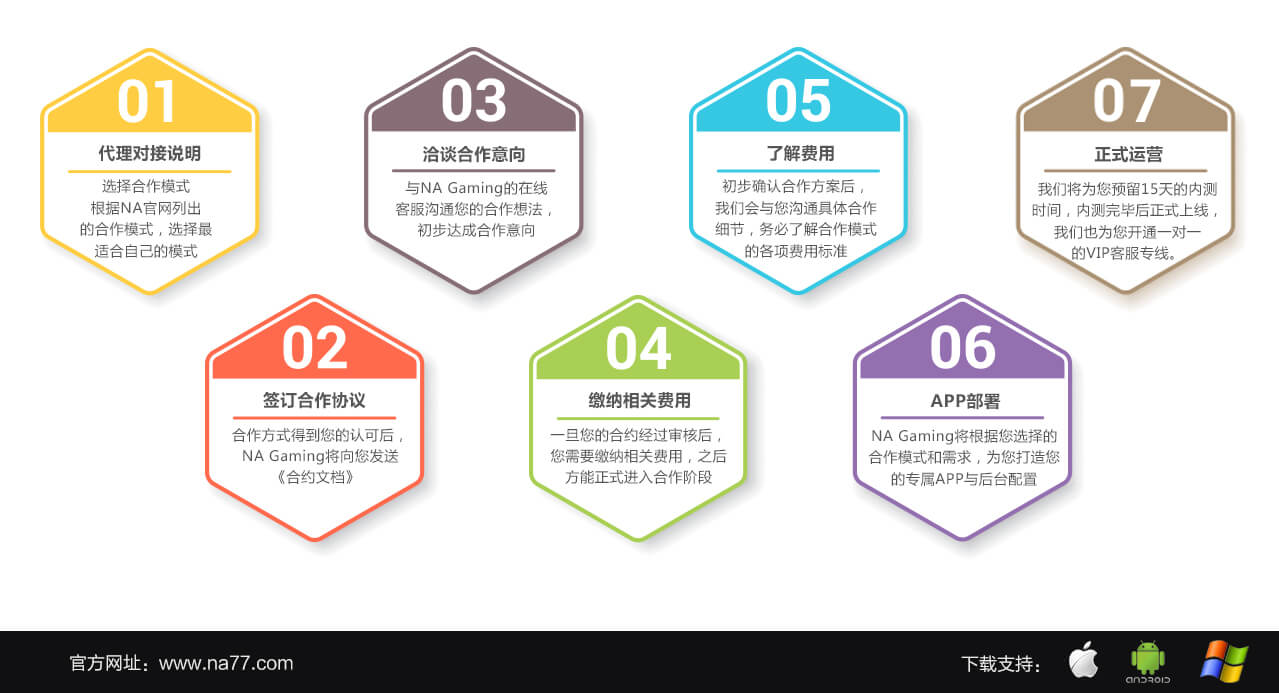 01
代理对接说明
选择合作模式
根据NA官网列出
的合作模式，选择最
适合自己的模式
02
签订合作协议
合作方式得到您的认可后，
NA Gaming将向您发送
《合约文档》
03
洽谈合作意向
与NA Gaming的在线
客服沟通您的合作想法，
初步达成合作意向
04
缴纳相关费用
一旦您的合约经过审核后，
您需要缴纳相关费用，之后
方能正式进入合作阶段
05
了解费用
初步确认合作方案后，
我们会与您沟通具体合作
细节，务必了解合作模式
的各项费用标准
06
APP部署
NA Gaming将根据您选择的
合作模式和需求，为您打造您
的专属APP与后台配置
07
正式运营
我们将为您预留15天的内测
时间，内测完毕后正式上线，
我们也为您开通一对一
的VIP客服专线。
官方网址：www.na77.com
下载支持：
ANDROID